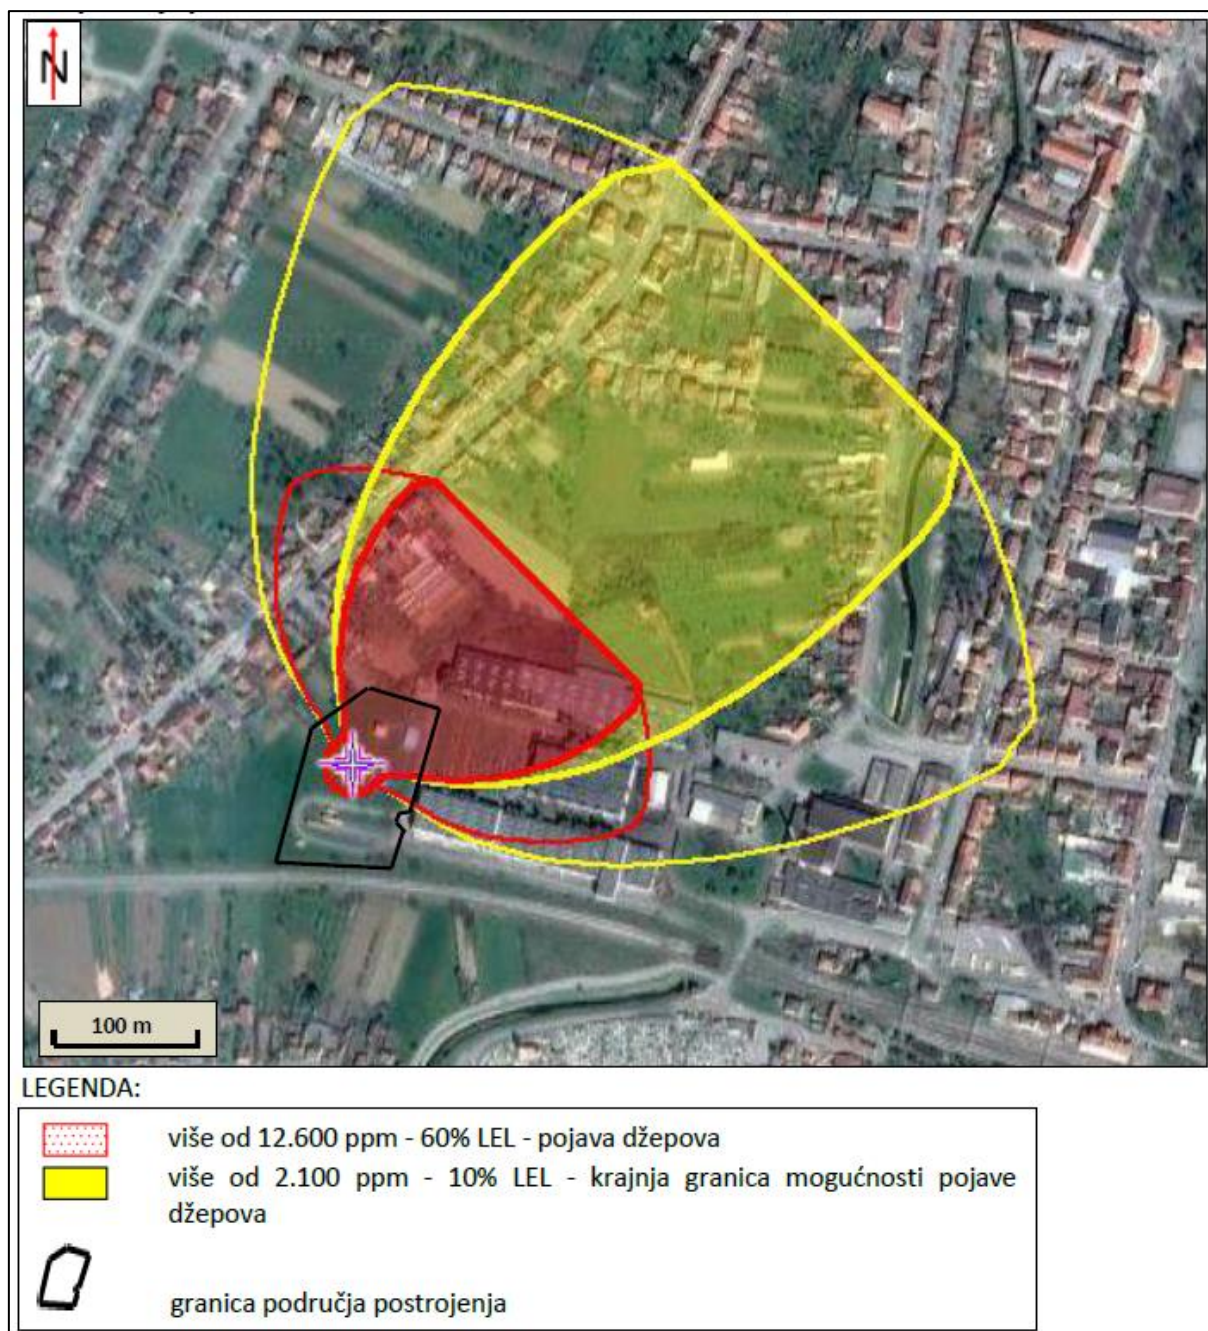 N
100 m
LEGENDA:
više od 12.600 ppm - 60% LEL - pojava džepova
više od 2.100 ppm - 10% LEL - krajnja granica mogućnosti pojave
džepova
granica područja postrojenja